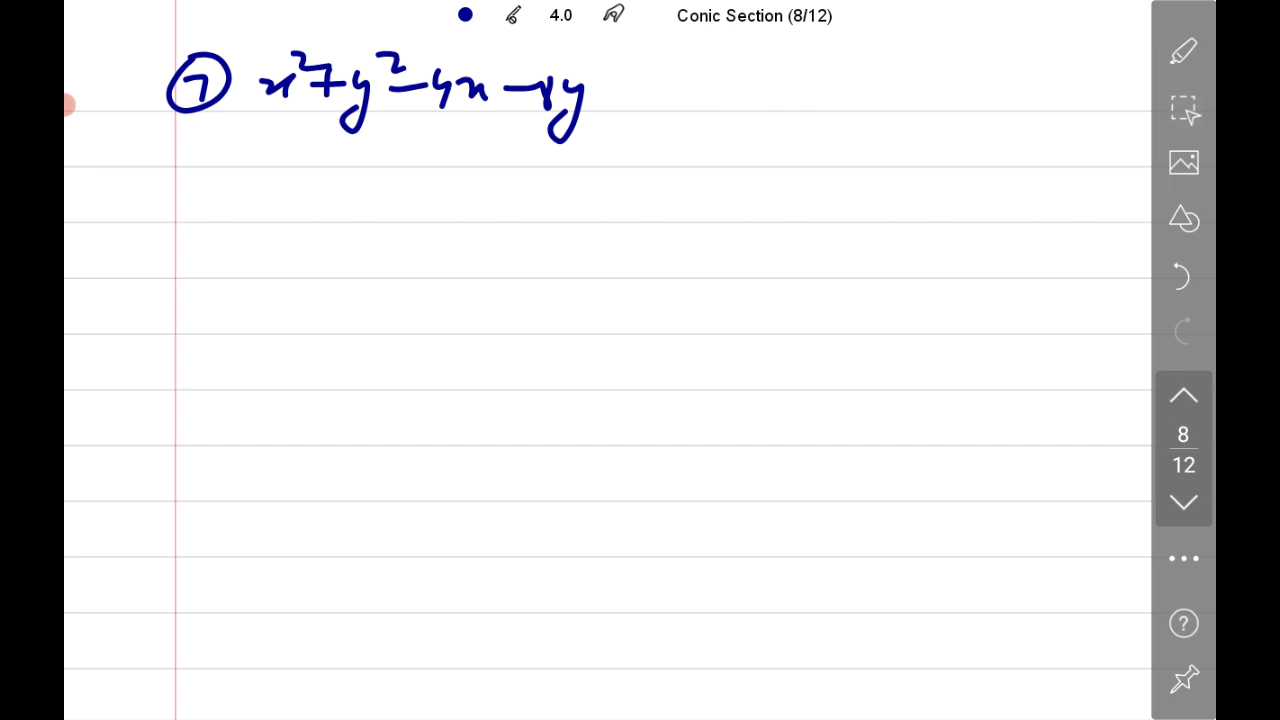 4.0 Conic Section (8/12)
⑦ x²+y²-4x-8y
8
12
?